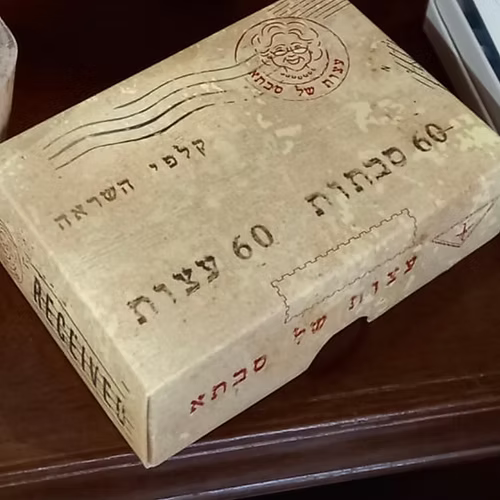 עצות של סבתא
קלפי השראה
60 סבתות
60 עצות
עצות של סבתא
RECEIVED